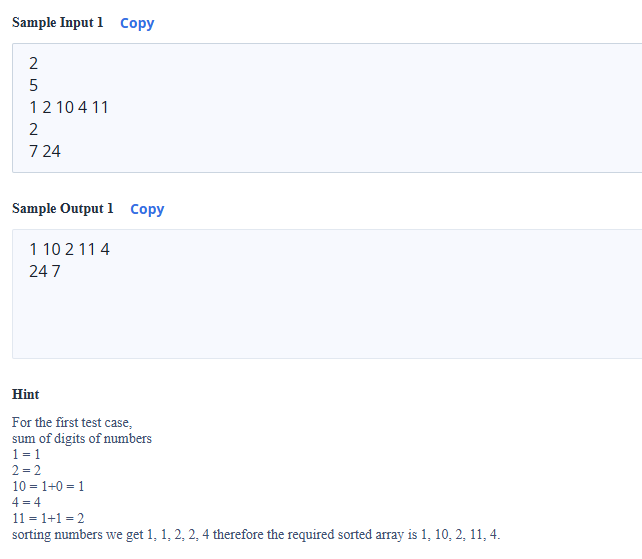 Sample Input 1 Copy
2
5
1 2 10 4 11
2
7 24
Sample Output 1 Copy
1 10 2 11 4
24 7
Hint
For the first test case,
sum of digits of numbers
1 = 1
2 = 2
10 = 1+0 = 1
4 = 4
11 = 1+1 = 2
sorting numbers we get 1, 1, 2, 2, 4 therefore the required sorted array is 1, 10, 2, 11, 4.